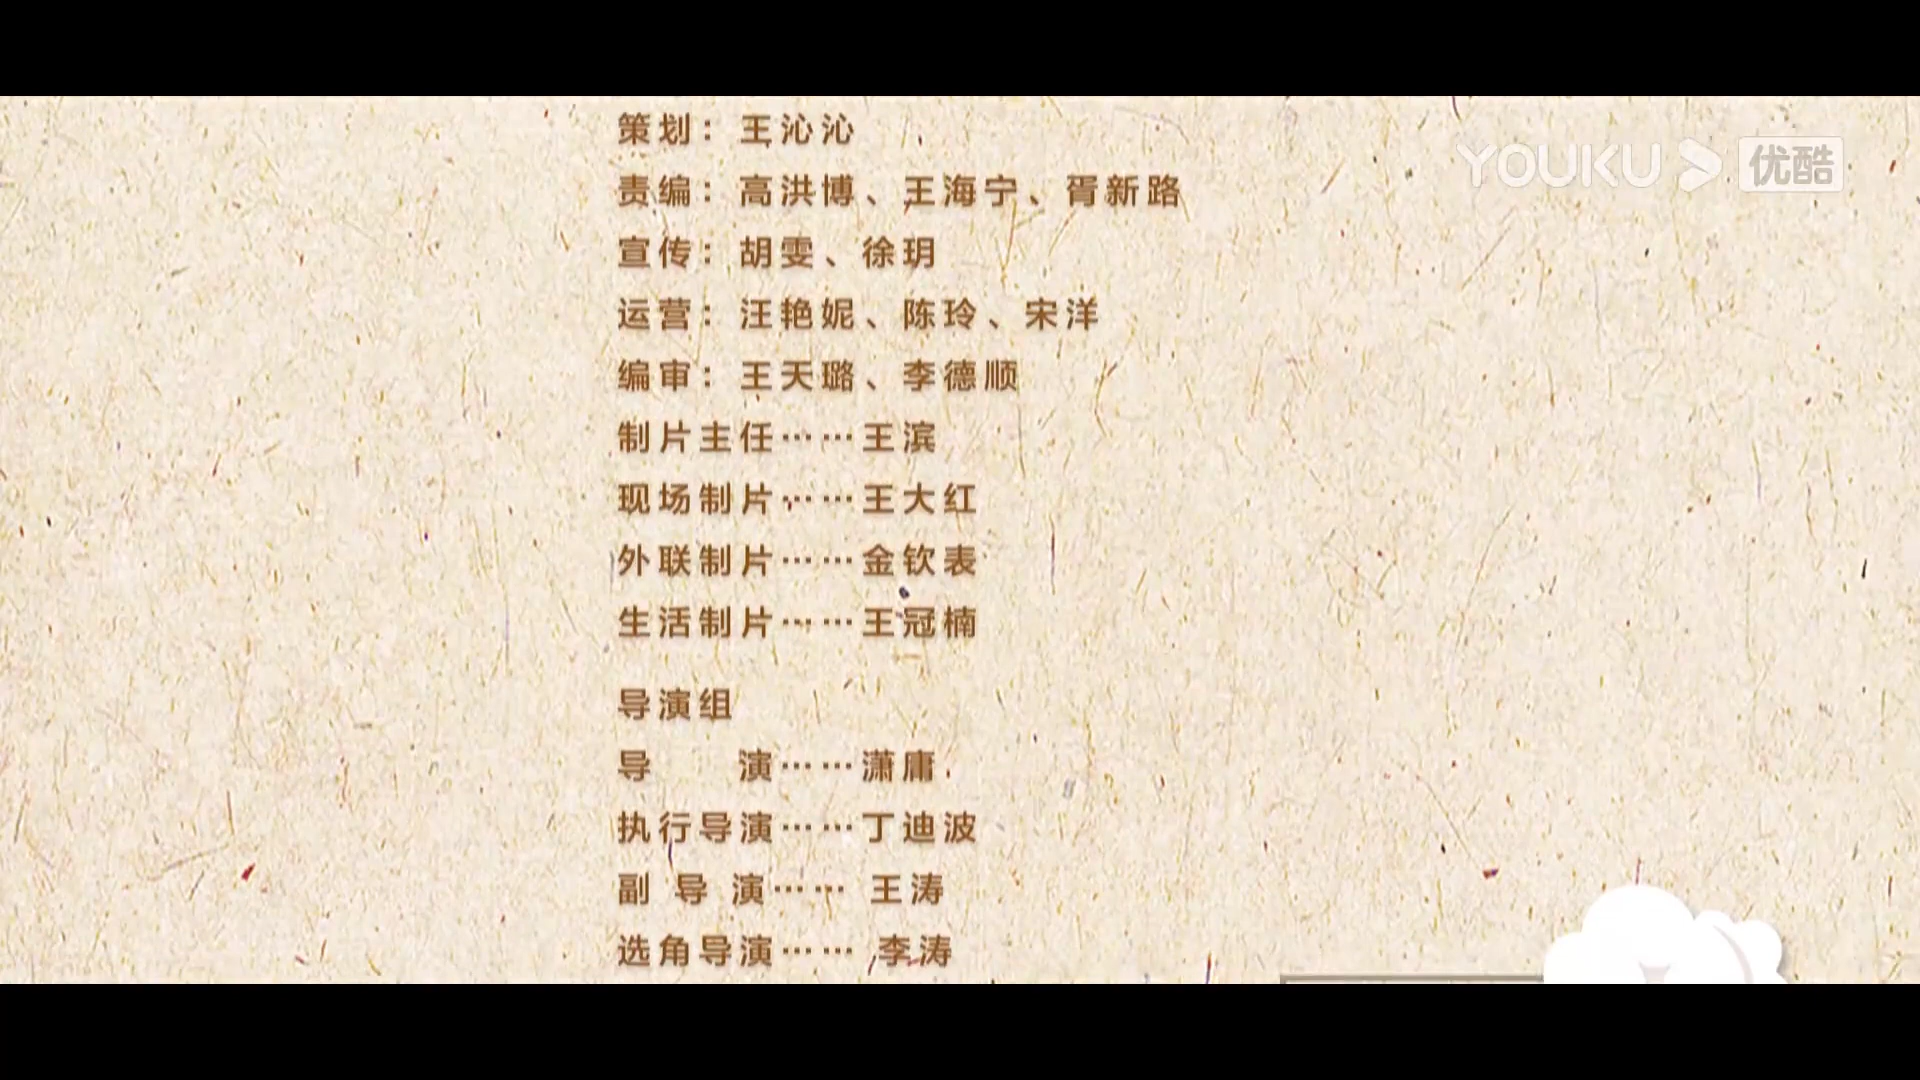 策划：王沁沁
YOUKU 优酷
责编：高洪博、王海宁、胥新路
宣传：胡雯、徐玥
运营：汪艳妮、陈玲、宋洋
编审：王天璐、李德顺
制片主任……王滨
现场制片……王大红
外联制片……金钦表
生活制片……王冠楠
导演组
导　　演……潇庸
执行导演……丁迪波
副 导 演…… 王涛
选角导演…… 李涛